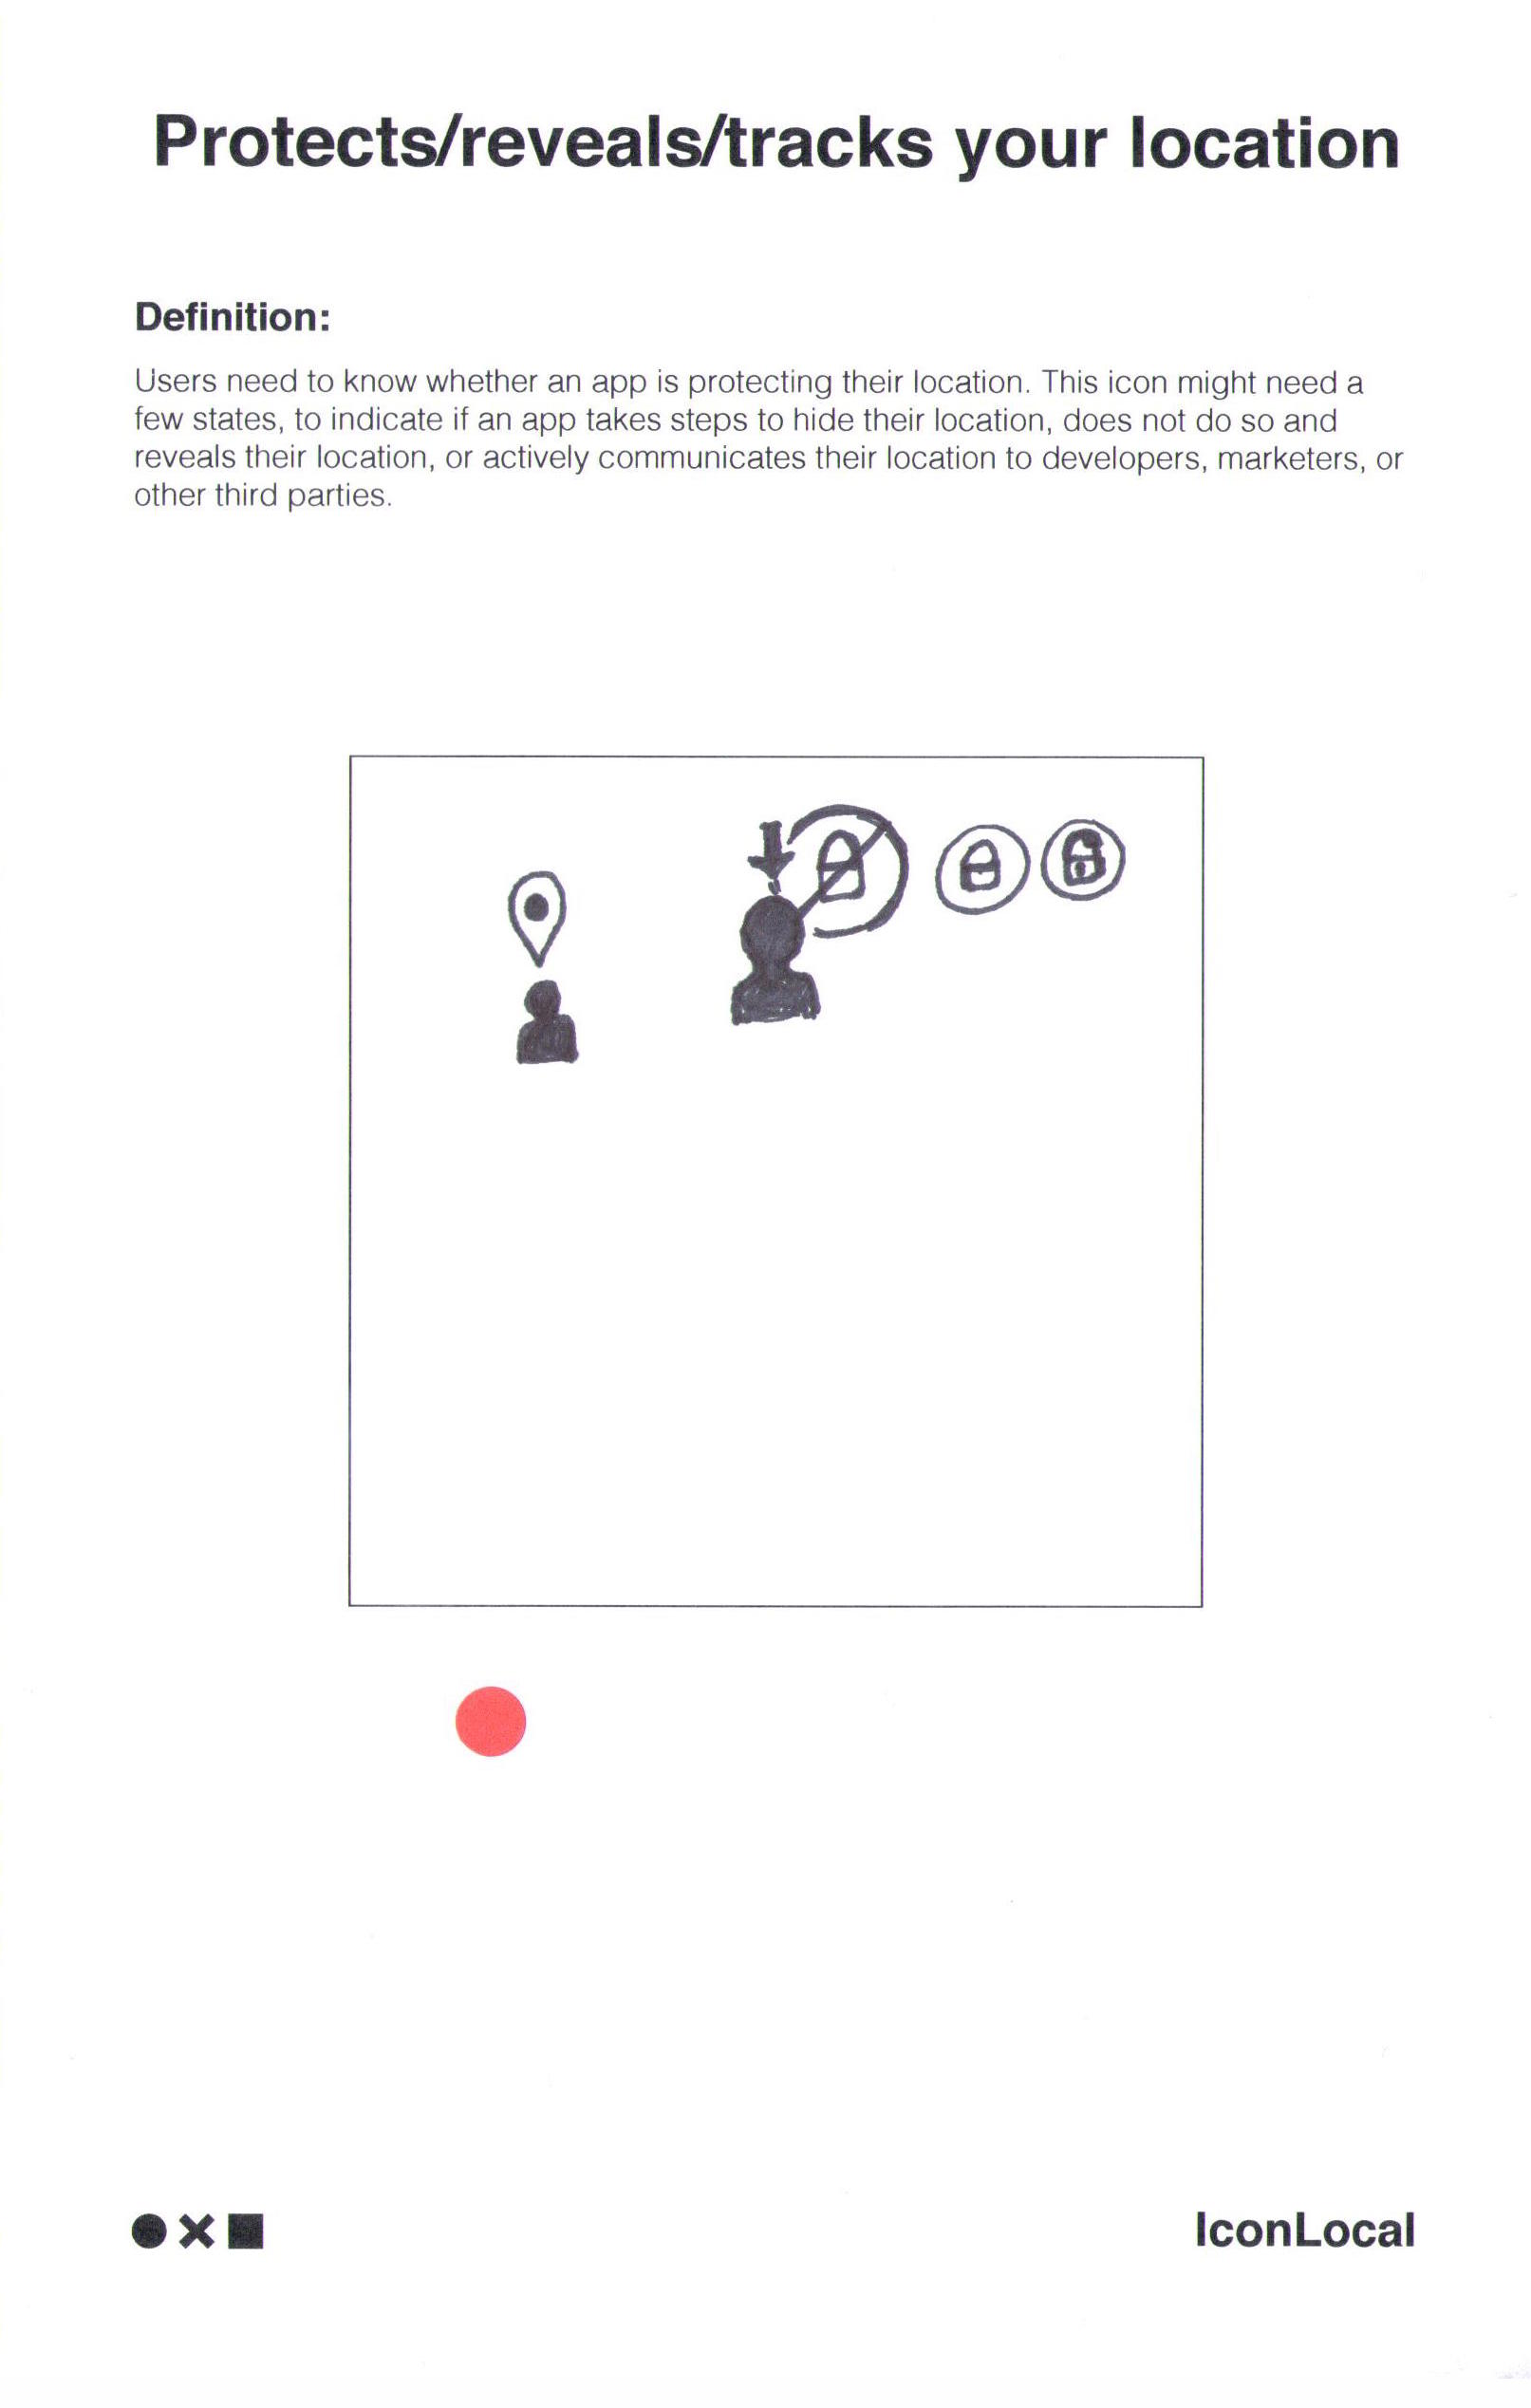 Protects/reveals/tracks your location
Definition:
Users need to know whether an app is protecting their location. This icon might need a
few states, to indicate if an app takes steps to hide their location, does not do so and
reveals their location, or actively communicates their location to developers, marketers, or
other third parties.
IconLocal